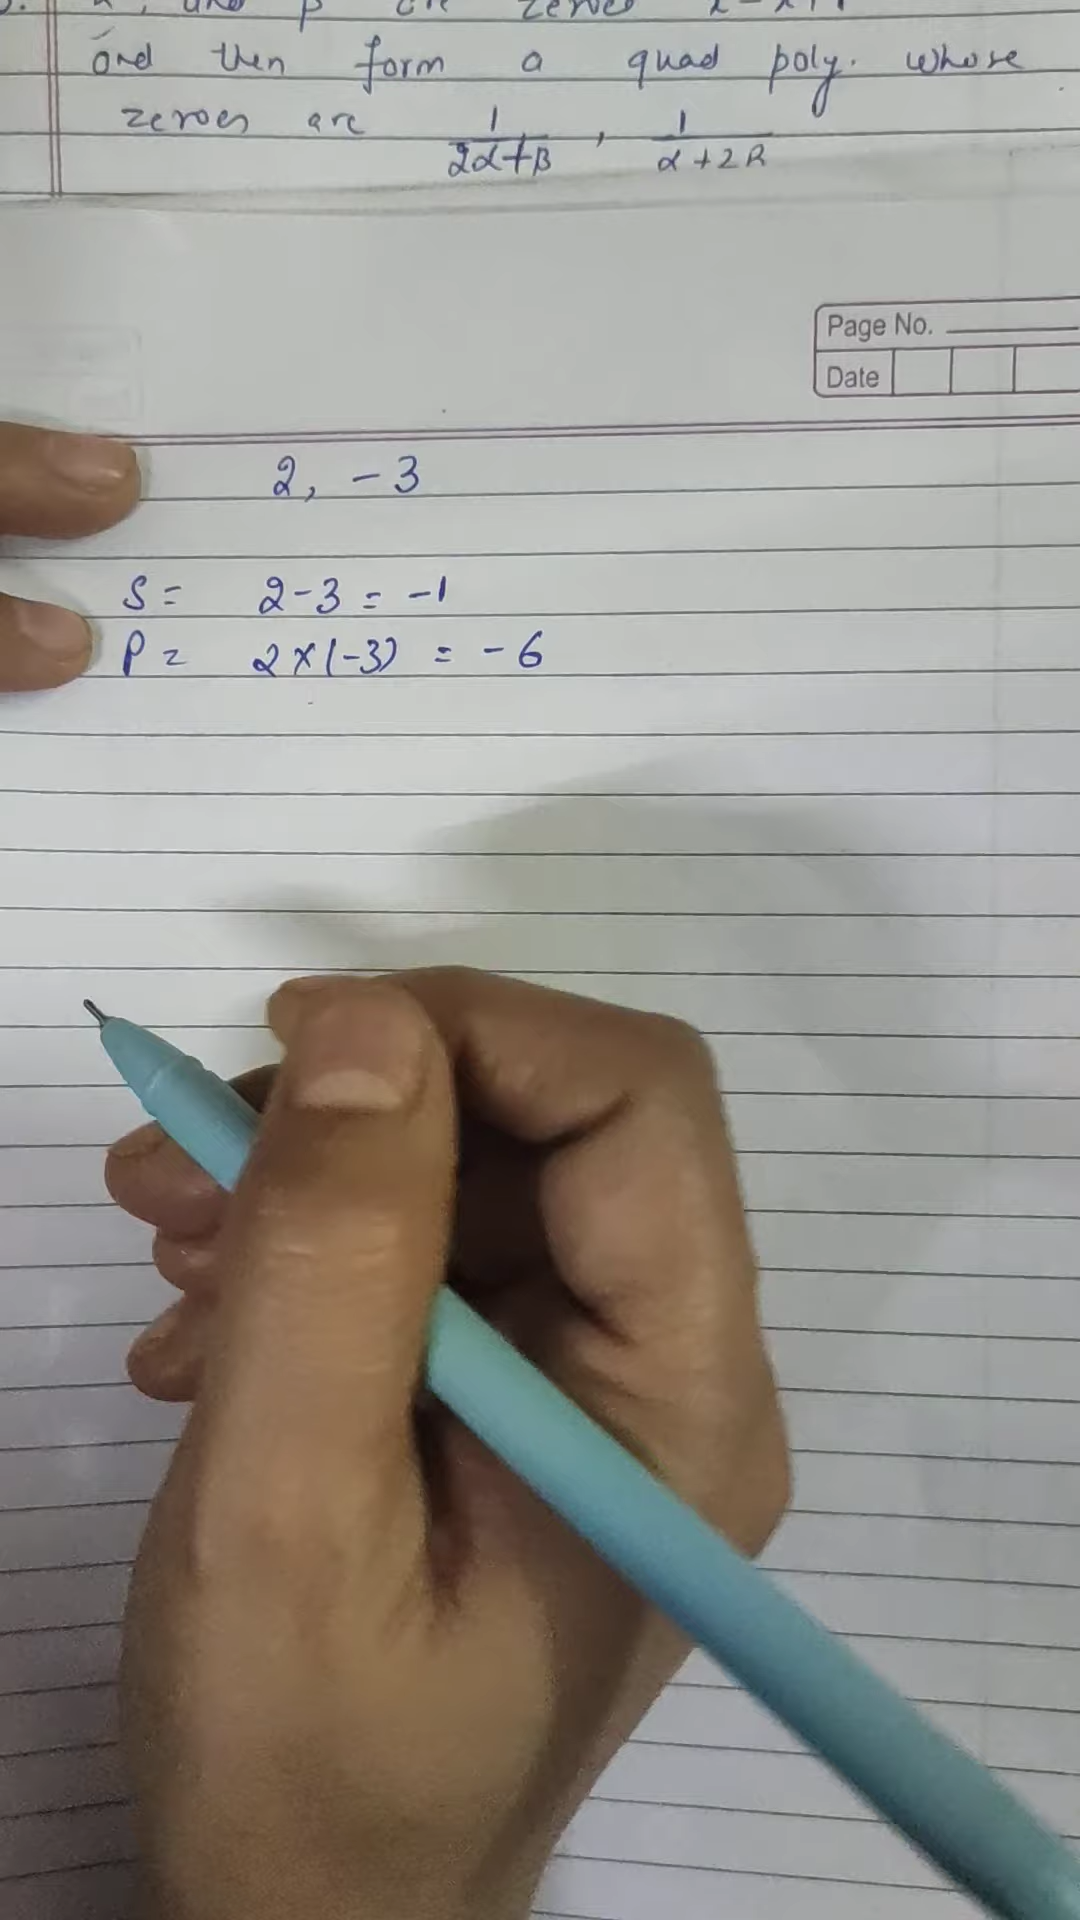 and then form a quad poly. whose
zeroes are 1/2α+β , 1/α+2β
Page No.
Date
2, -3
S = 2-3 = -1
P = 2×(-3) = -6